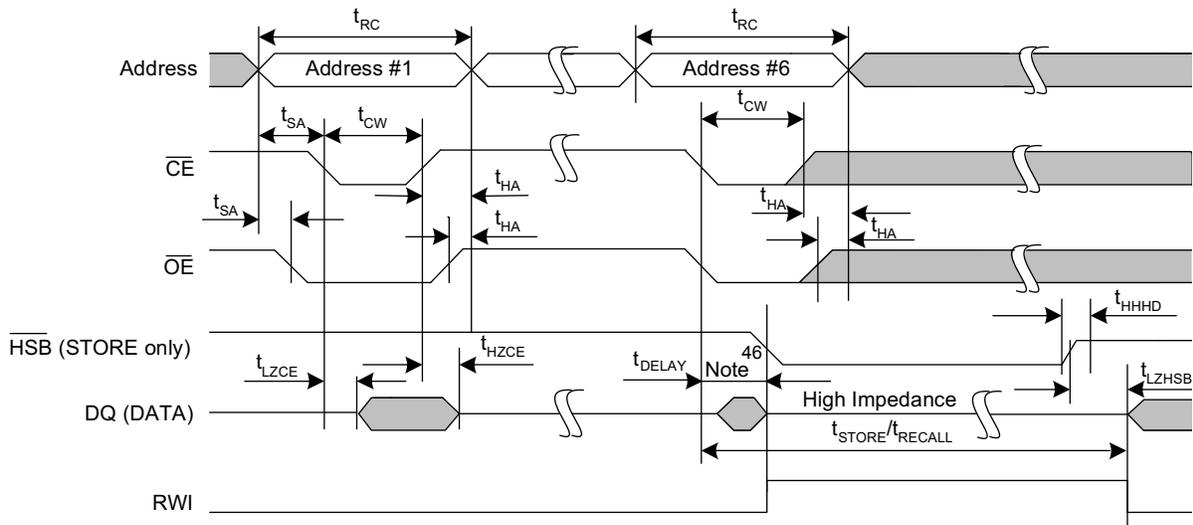 tRC tRC
Address Address #1 Address #6
tSA tCW tCW
CE
tHA tHA
tSA tHA tHA
OE
tHHHD
HSB (STORE only)
tLZCE tHZCE tDELAY Note 46 tLZHSB
DQ (DATA) High Impedance
tSTORE/tRECALL
RWI